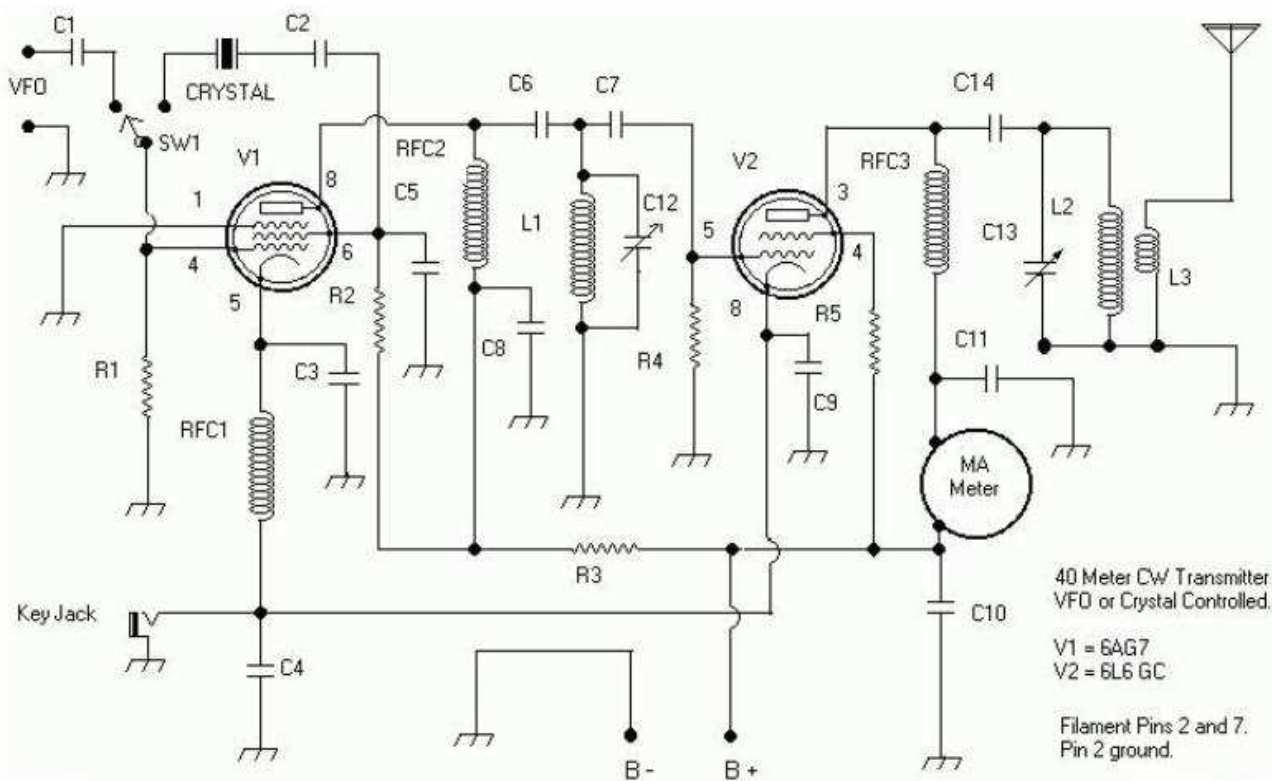 C1
C2
VFO
CRYSTAL
SW1
V1
8
1
4
5
6
R2
C5
RFC2
C6
C7
L1
C12
V2
3
5
4
8
R5
RFC3
C14
C13
L2
L3
R1
C3
RFC1
C8
R4
C9
C11
MA
Meter
R3
Key Jack
C4
C10
B -
B +
40 Meter CW Transmitter
VFO or Crystal Controlled.
V1 = 6AG7
V2 = 6L6 GC
Filament Pins 2 and 7.
Pin 2 ground.